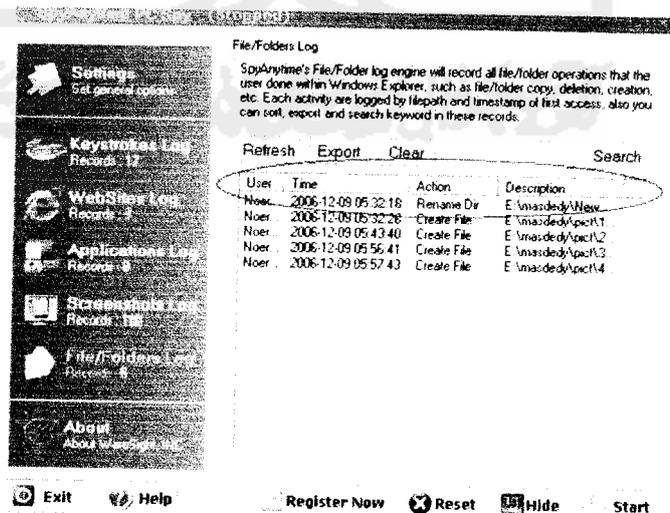 File/Folders Log
SpyAnytime's File/Folder log engine will record all file/folder operations that the
user done within Windows Explorer, such as file/folder copy, deletion, creation,
etc. Each activity are logged by filepath and timestamp of first access, also you
can sort, export and search keyword in these records.
Settings
Set general options
Keystrokes Log
Records: 17
WebSites Log
Records:
Applications Log
Records:
Screenshots Log
Records:
File/Folders Log
Records: 8
About
About
Refresh Export Clear Search
User Time Action Description
Noer... 2006-12-09 05:32:18 Rename Dir E:\masdedy\New...
Noer... 2006-12-09 05:32:26 Create File E:\masdedy\pict\1...
Noer... 2006-12-09 05:43:40 Create File E:\masdedy\pict\2...
Noer... 2006-12-09 05:56:41 Create File E:\masdedy\pict\3...
Noer... 2006-12-09 05:57:43 Create File E:\masdedy\pict\4...
Exit Help Register Now Reset Hide Start